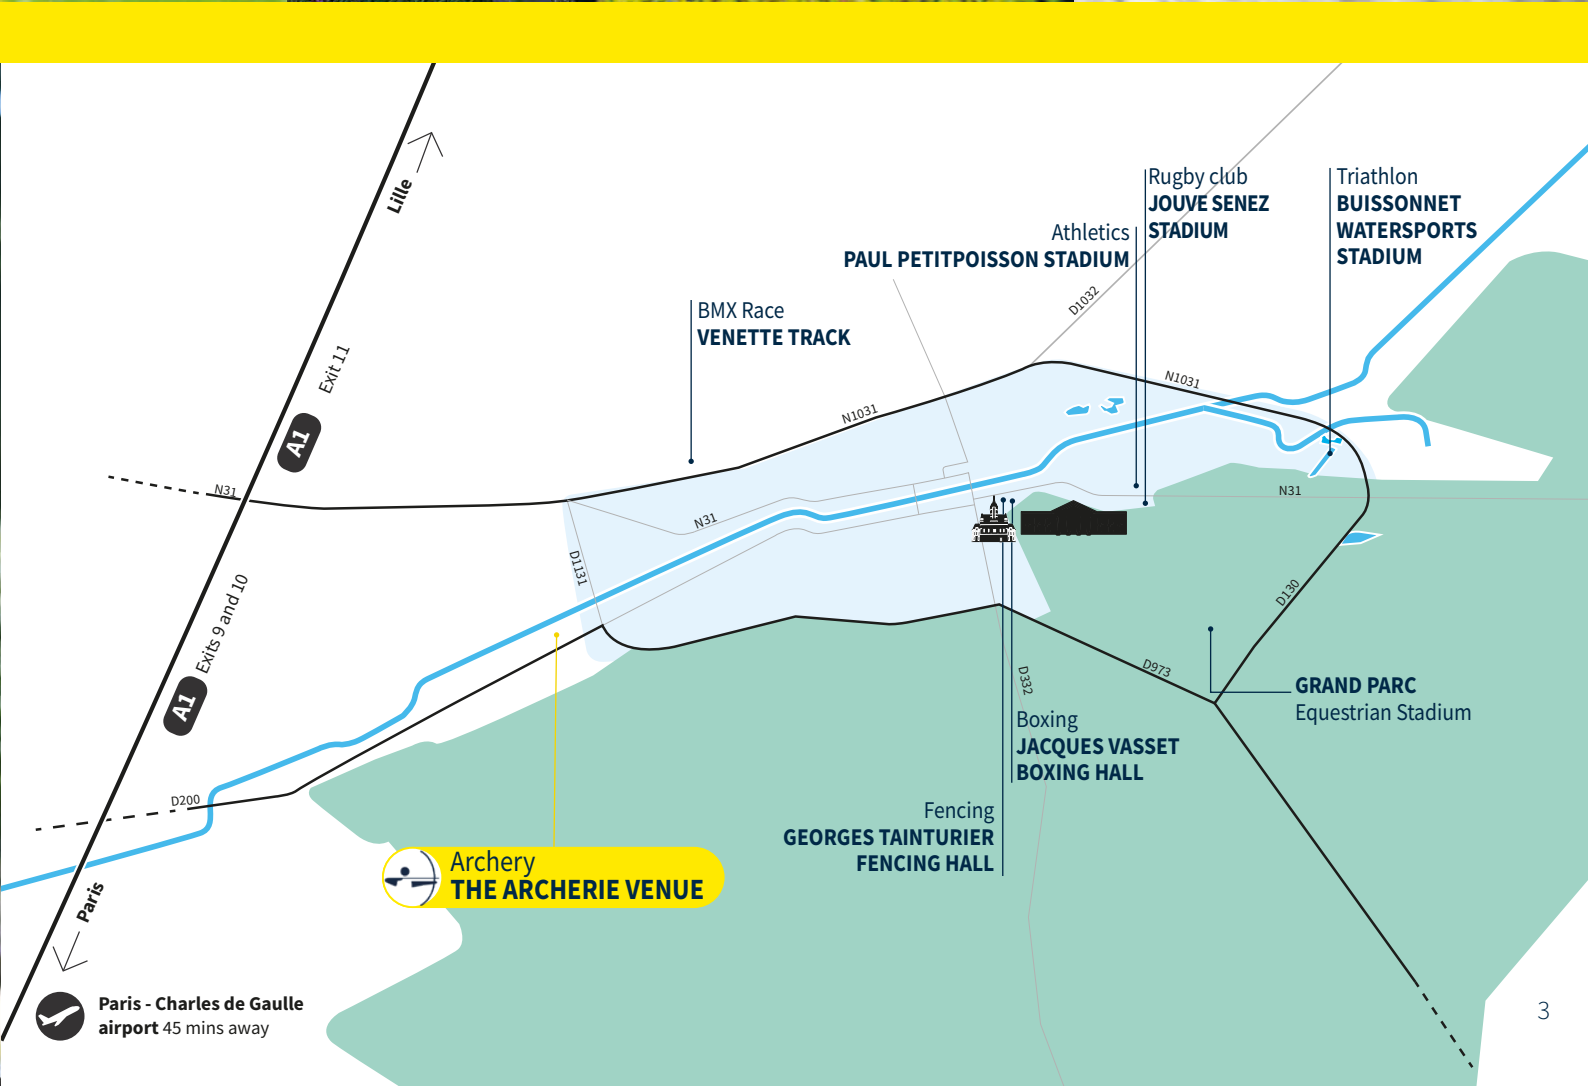 Lille
Exit 11
A1
N31
Exits 9 and 10
A1
D200
Paris
Paris - Charles de Gaulle
airport 45 mins away
BMX Race
VENETTE TRACK
Athletics
PAUL PETITPOISSON STADIUM
Rugby club
JOUVE SENEZ
STADIUM
Triathlon
BUISSONNET
WATERSPORTS
STADIUM
D1032
N1031
N1031
N31
N31
D1131
D130
D973
D332
GRAND PARC
Equestrian Stadium
Boxing
JACQUES VASSET
BOXING HALL
Fencing
GEORGES TAINTURIER
FENCING HALL
Archery
THE ARCHERIE VENUE
3